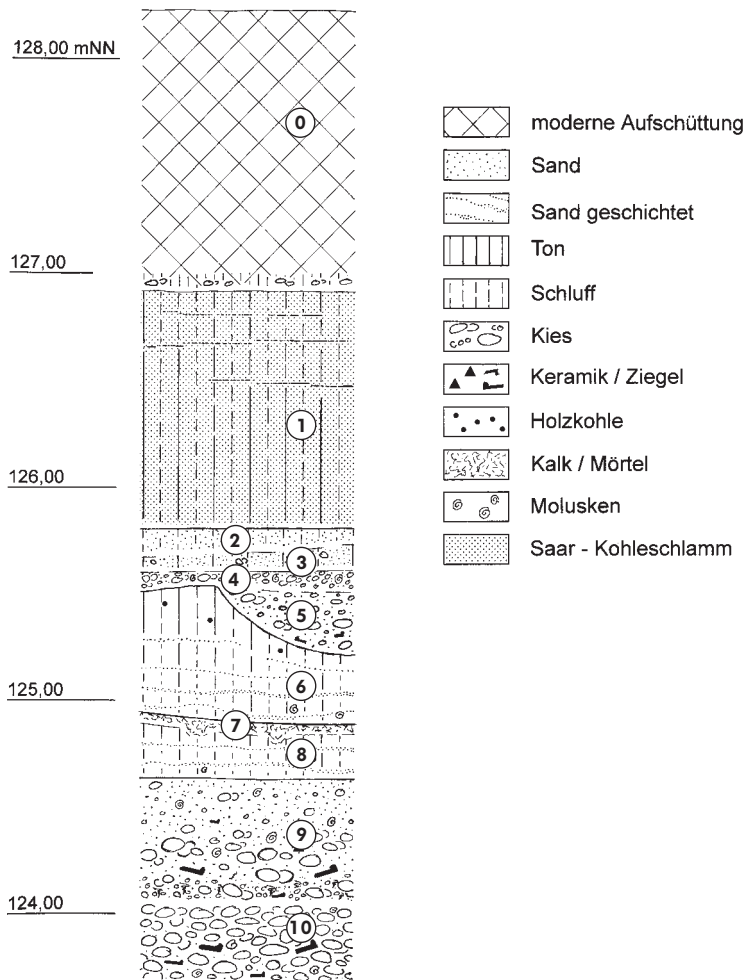 128,00 mNN
0
127,00
1
126,00
2
3
4
5
125,00
6
7
8
9
124,00
10
moderne Aufschüttung
Sand
Sand geschichtet
Ton
Schluff
Kies
Keramik / Ziegel
Holzkohle
Kalk / Mörtel
Molusken
Saar - Kohleschlamm